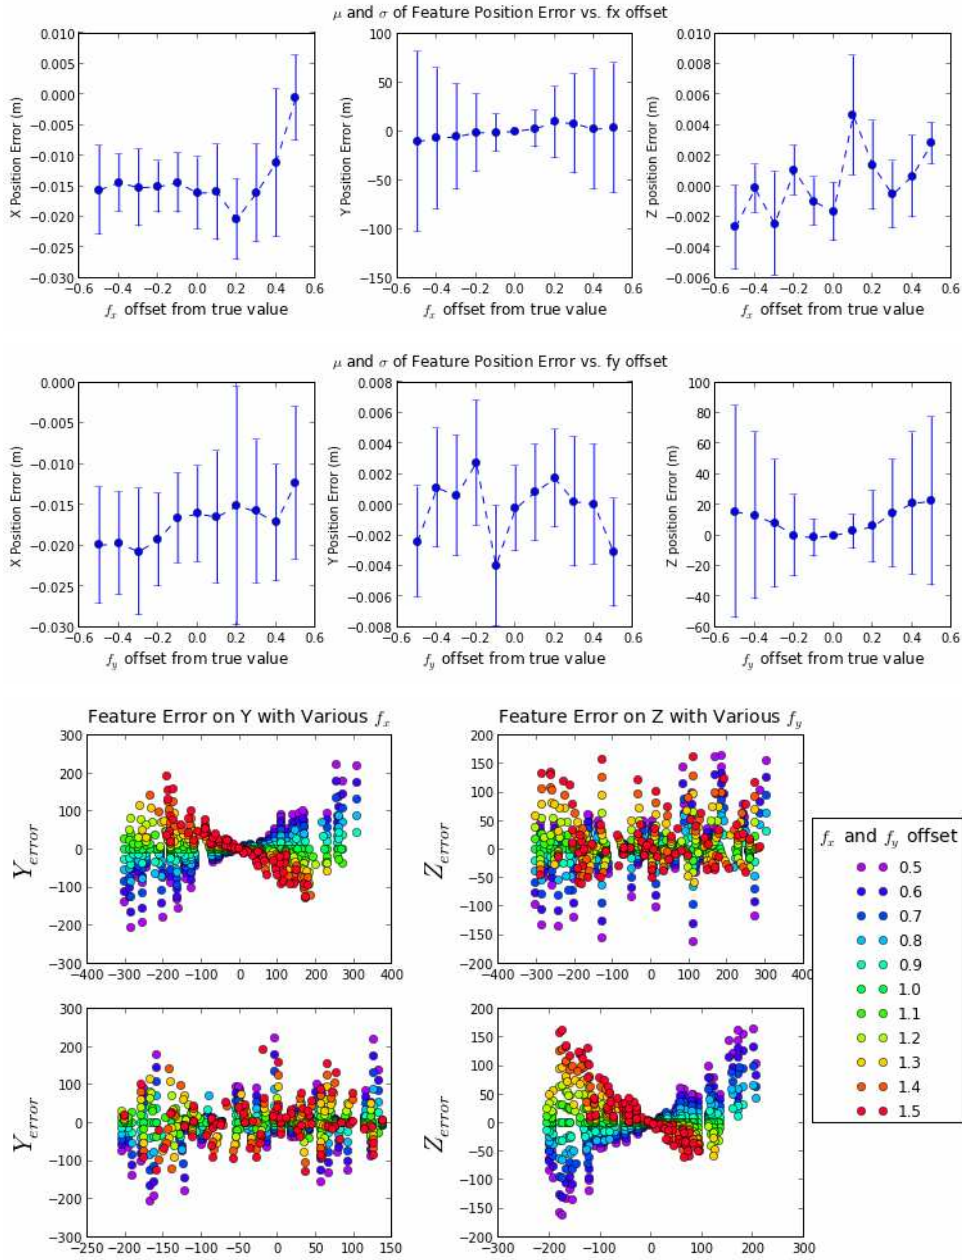 μ and σ of Feature Position Error vs. fx offset
X Position Error (m)
0.010
0.005
0.000
−0.005
−0.010
−0.015
−0.020
−0.025
−0.030
−0.6 −0.4 −0.2 0.0 0.2 0.4 0.6
fx offset from true value
Y Position Error (m)
100
50
0
−50
−100
−150
−0.6 −0.4 −0.2 0.0 0.2 0.4 0.6
fx offset from true value
Z position Error (m)
0.010
0.008
0.006
0.004
0.002
0.000
−0.002
−0.004
−0.006
−0.6 −0.4 −0.2 0.0 0.2 0.4 0.6
fx offset from true value
μ and σ of Feature Position Error vs. fy offset
X Position Error (m)
0.000
−0.005
−0.010
−0.015
−0.020
−0.025
−0.030
−0.6 −0.4 −0.2 0.0 0.2 0.4 0.6
fy offset from true value
Y Position Error (m)
0.008
0.006
0.004
0.002
0.000
−0.002
−0.004
−0.006
−0.008
−0.6 −0.4 −0.2 0.0 0.2 0.4 0.6
fy offset from true value
Z position Error (m)
100
80
60
40
20
0
−20
−40
−60
−0.6 −0.4 −0.2 0.0 0.2 0.4 0.6
fy offset from true value
Feature Error on Y with Various fx
Yerror
300
200
100
0
−100
−200
−300
−400 −300 −200 −100 0 100 200 300 400
Feature Error on Z with Various fy
Zerror
200
150
100
50
0
−50
−100
−150
−200
−400 −300 −200 −100 0 100 200 300 400
Yerror
300
200
100
0
−100
−200
−300
−250 −200 −150 −100 −50 0 50 100 150
Zerror
200
150
100
50
0
−50
−100
−150
−200
−300 −200 −100 0 100 200 300
fx and fy offset
0.5
0.6
0.7
0.8
0.9
1.0
1.1
1.2
1.3
1.4
1.5